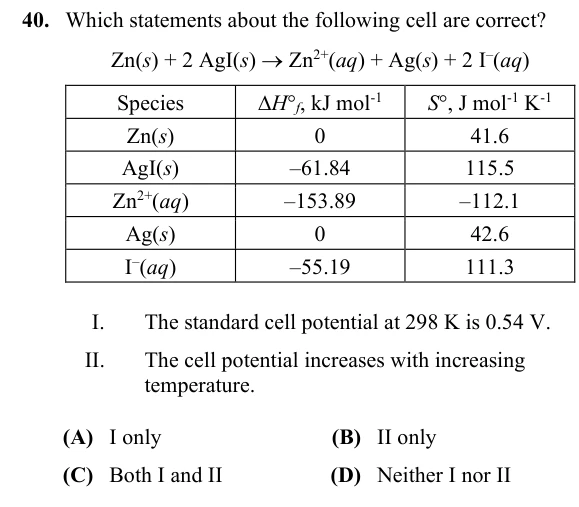 40. Which statements about the following cell are correct?
Zn(s) + 2 AgI(s) → Zn²⁺(aq) + Ag(s) + 2 I⁻(aq)
Species ΔH°f, kJ mol⁻¹ S°, J mol⁻¹ K⁻¹
Zn(s) 0 41.6
AgI(s) –61.84 115.5
Zn²⁺(aq) –153.89 –112.1
Ag(s) 0 42.6
I⁻(aq) –55.19 111.3
I. The standard cell potential at 298 K is 0.54 V.
II. The cell potential increases with increasing
temperature.
(A) I only (B) II only
(C) Both I and II (D) Neither I nor II